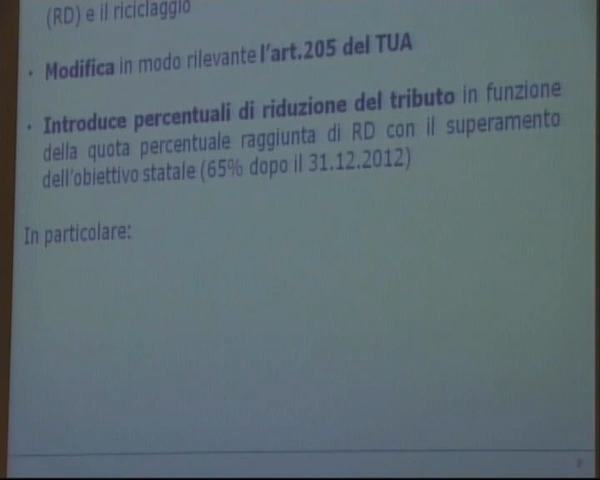 (RD) e il riciclaggio
• Modifica in modo rilevante l'art.205 del TUA
• Introduce percentuali di riduzione del tributo in funzione
della quota percentuale raggiunta di RD con il superamento
dell'obiettivo statale (65% dopo il 31.12.2012)
In particolare: